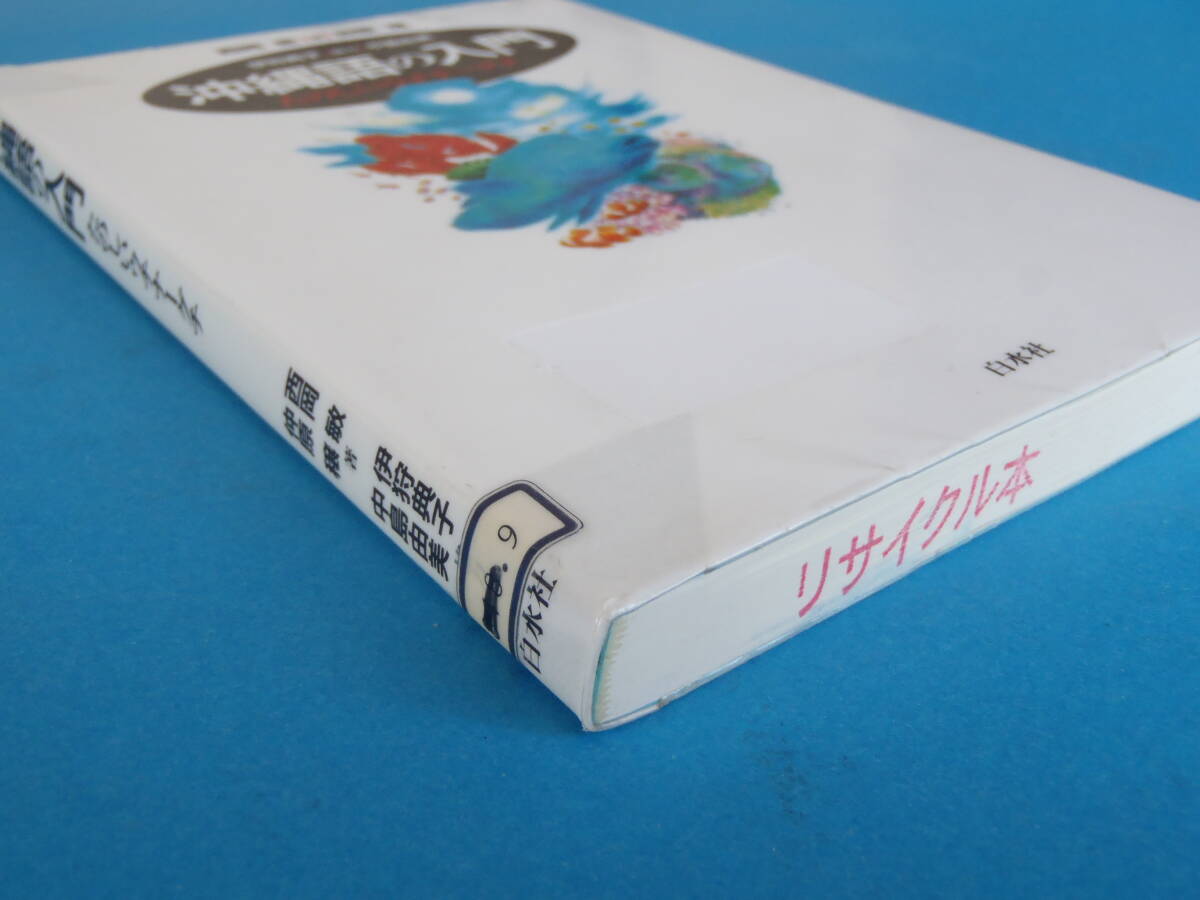 沖縄語の入門
白水社
縄語の入門
たのしいウチナーグチ
西岡 敏
仲原 穣
著
伊狩典子
中島由美
9
白水社
リサイクル本